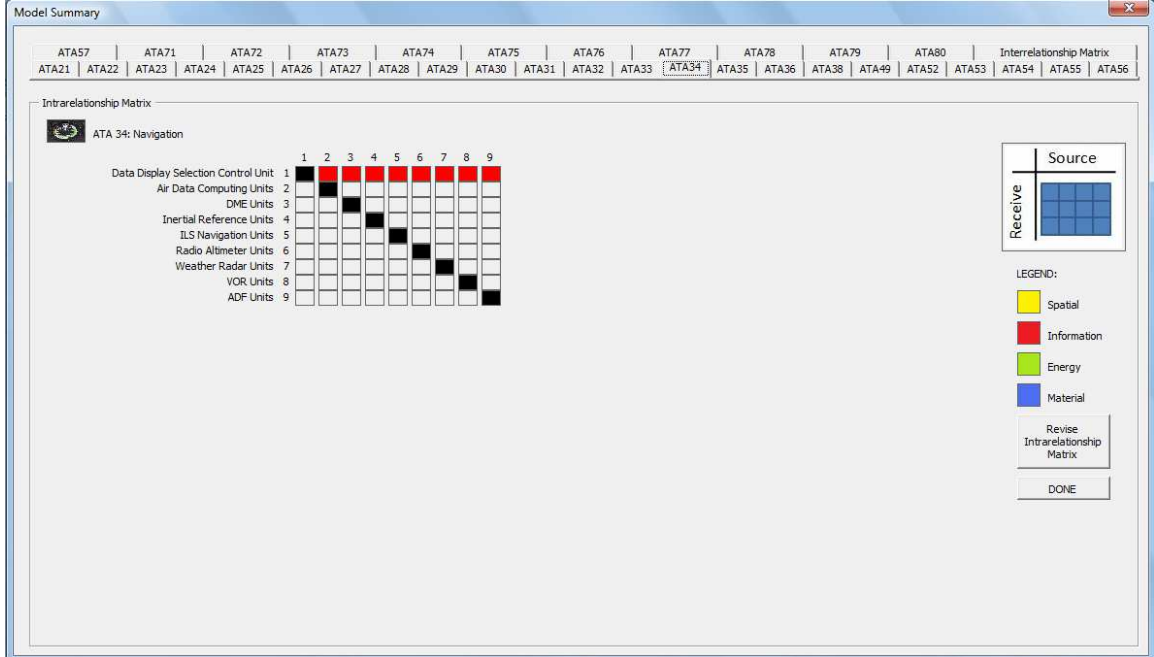 Model Summary
ATA57 ATA71 ATA72 ATA73 ATA74 ATA75 ATA76 ATA77 ATA78 ATA79 ATA80 Interrelationship Matrix
ATA21 ATA22 ATA23 ATA24 ATA25 ATA26 ATA27 ATA28 ATA29 ATA30 ATA31 ATA32 ATA33 ATA34 ATA35 ATA36 ATA38 ATA49 ATA52 ATA53 ATA54 ATA55 ATA56
Intrarelationship Matrix
ATA 34: Navigation
1 2 3 4 5 6 7 8 9
Data Display Selection Control Unit 1
Air Data Computing Units 2
DME Units 3
Inertial Reference Units 4
ILS Navigation Units 5
Radio Altimeter Units 6
Weather Radar Units 7
VOR Units 8
ADF Units 9
Source
Receive
LEGEND:
Spatial
Information
Energy
Material
Revise
Intrarelationship
Matrix
DONE